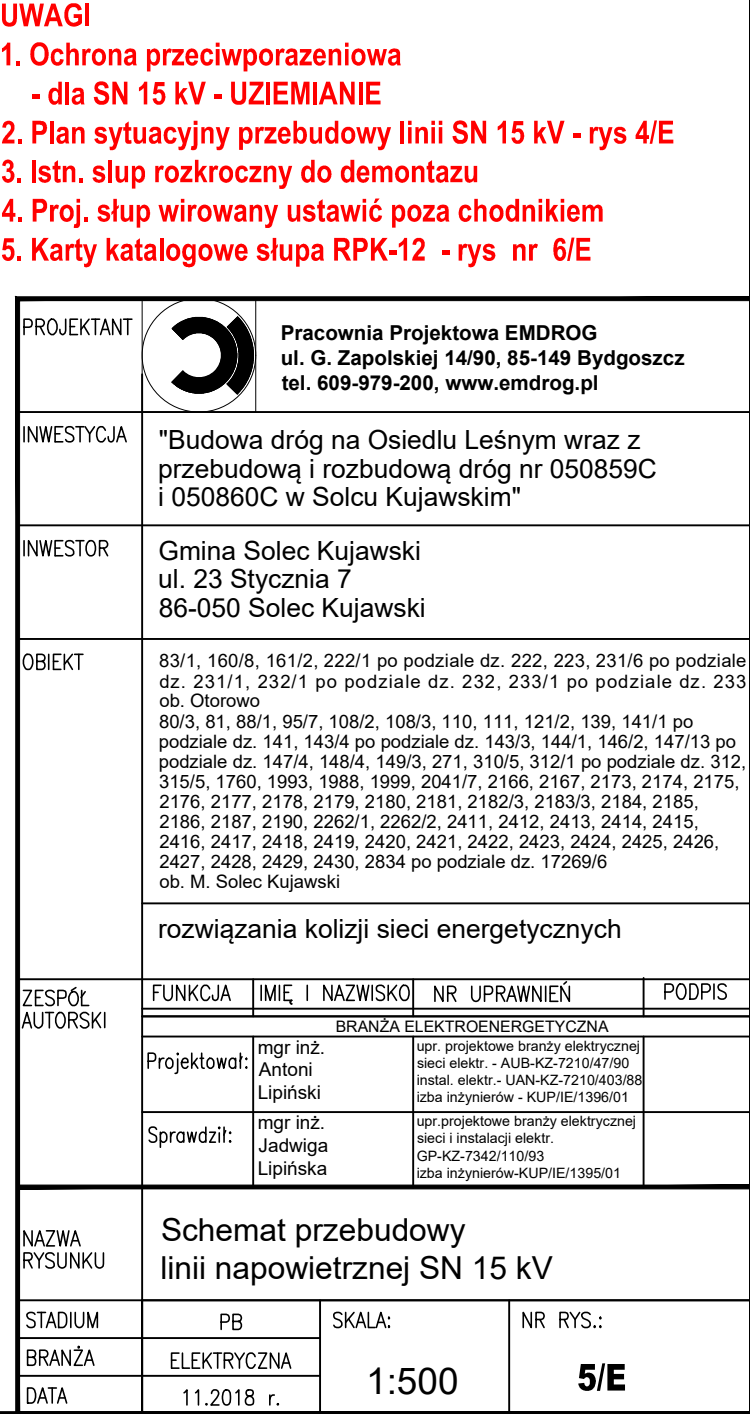 UWAGI
1. Ochrona przeciwporazeniowa
- dla SN 15 kV - UZIEMIANIE
2. Plan sytuacyjny przebudowy linii SN 15 kV - rys 4/E
3. Istn. slup rozkroczny do demontazu
4. Proj. słup wirowany ustawić poza chodnikiem
5. Karty katalogowe słupa RPK-12 - rys nr 6/E
PROJEKTANT
Pracownia Projektowa EMDROG
ul. G. Zapolskiej 14/90, 85-149 Bydgoszcz
tel. 609-979-200, www.emdrog.pl
INWESTYCJA
"Budowa dróg na Osiedlu Leśnym wraz z
przebudową i rozbudową dróg nr 050859C
i 050860C w Solcu Kujawskim"
INWESTOR
Gmina Solec Kujawski
ul. 23 Stycznia 7
86-050 Solec Kujawski
OBIEKT
83/1, 160/8, 161/2, 222/1 po podziale dz. 222, 223, 231/6 po podziale
dz. 231/1, 232/1 po podziale dz. 232, 233/1 po podziale dz. 233
ob. Otorowo
80/3, 81, 88/1, 95/7, 108/2, 108/3, 110, 111, 121/2, 139, 141/1 po
podziale dz. 141, 143/4 po podziale dz. 143/3, 144/1, 146/2, 147/13 po
podziale dz. 147/4, 148/4, 149/3, 271, 310/5, 312/1 po podziale dz. 312,
315/5, 1760, 1993, 1988, 1999, 2041/7, 2166, 2167, 2173, 2174, 2175,
2176, 2177, 2178, 2179, 2180, 2181, 2182/3, 2183/3, 2184, 2185,
2186, 2187, 2190, 2262/1, 2262/2, 2411, 2412, 2413, 2414, 2415,
2416, 2417, 2418, 2419, 2420, 2421, 2422, 2423, 2424, 2425, 2426,
2427, 2428, 2429, 2430, 2834 po podziale dz. 17269/6
ob. M. Solec Kujawski
rozwiązania kolizji sieci energetycznych
ZESPÓŁ
AUTORSKI
FUNKCJA IMIĘ I NAZWISKO NR UPRAWNIEŃ PODPIS
BRANŻA ELEKTROENERGETYCZNA
Projektował:
mgr inż.
Antoni
Lipiński
upr. projektowe branży elektrycznej
sieci elektr. - AUB-KZ-7210/47/90
instal. elektr.- UAN-KZ-7210/403/88
izba inżynierów - KUP/IE/1396/01
Sprawdził:
mgr inż.
Jadwiga
Lipińska
upr.projektowe branży elektrycznej
sieci i instalacji elektr.
GP-KZ-7342/110/93
izba inżynierów-KUP/IE/1395/01
NAZWA
RYSUNKU
Schemat przebudowy
linii napowietrznej SN 15 kV
STADIUM PB
BRANŻA ELEKTRYCZNA
DATA 11.2018 r.
SKALA:
1:500
NR RYS.:
5/E